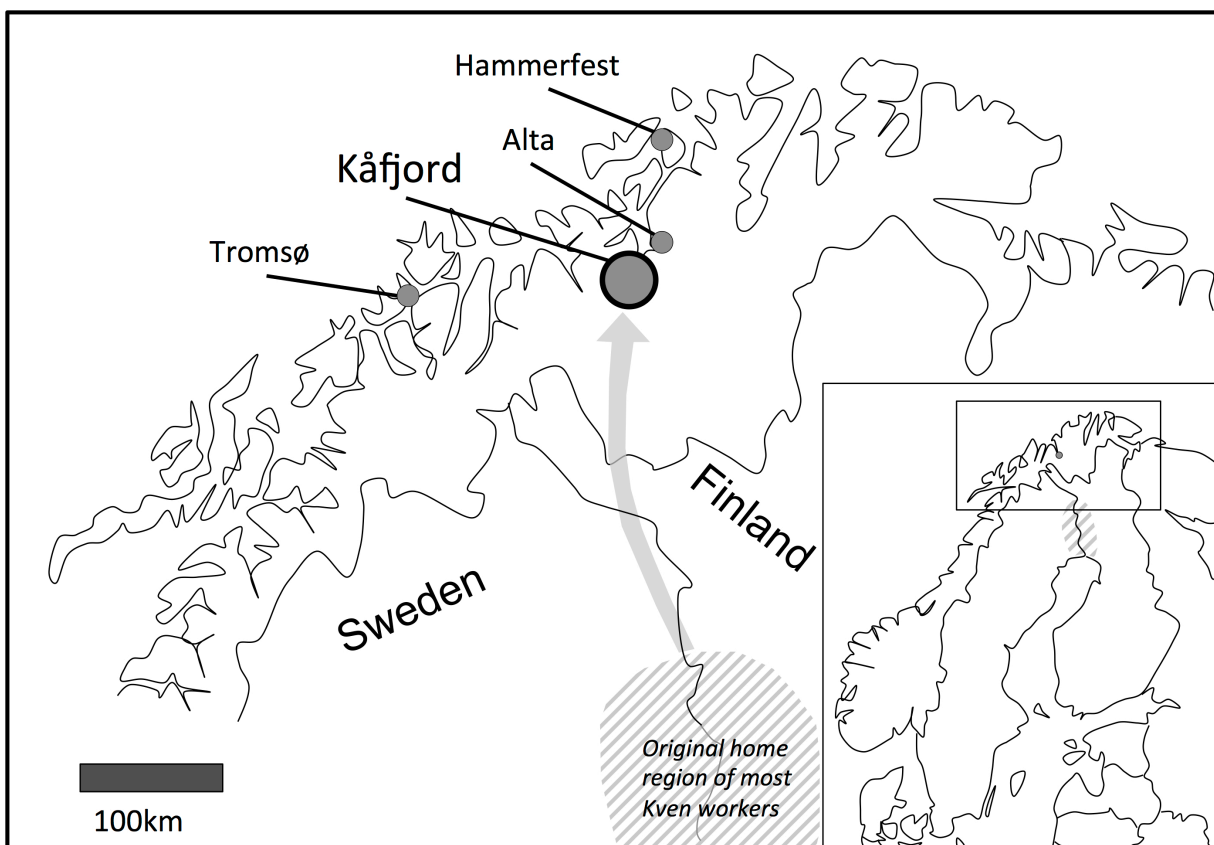 Hammerfest
Alta
Kåfjord
Tromsø
Finland
Sweden
Original home
region of most
Kven workers
100km